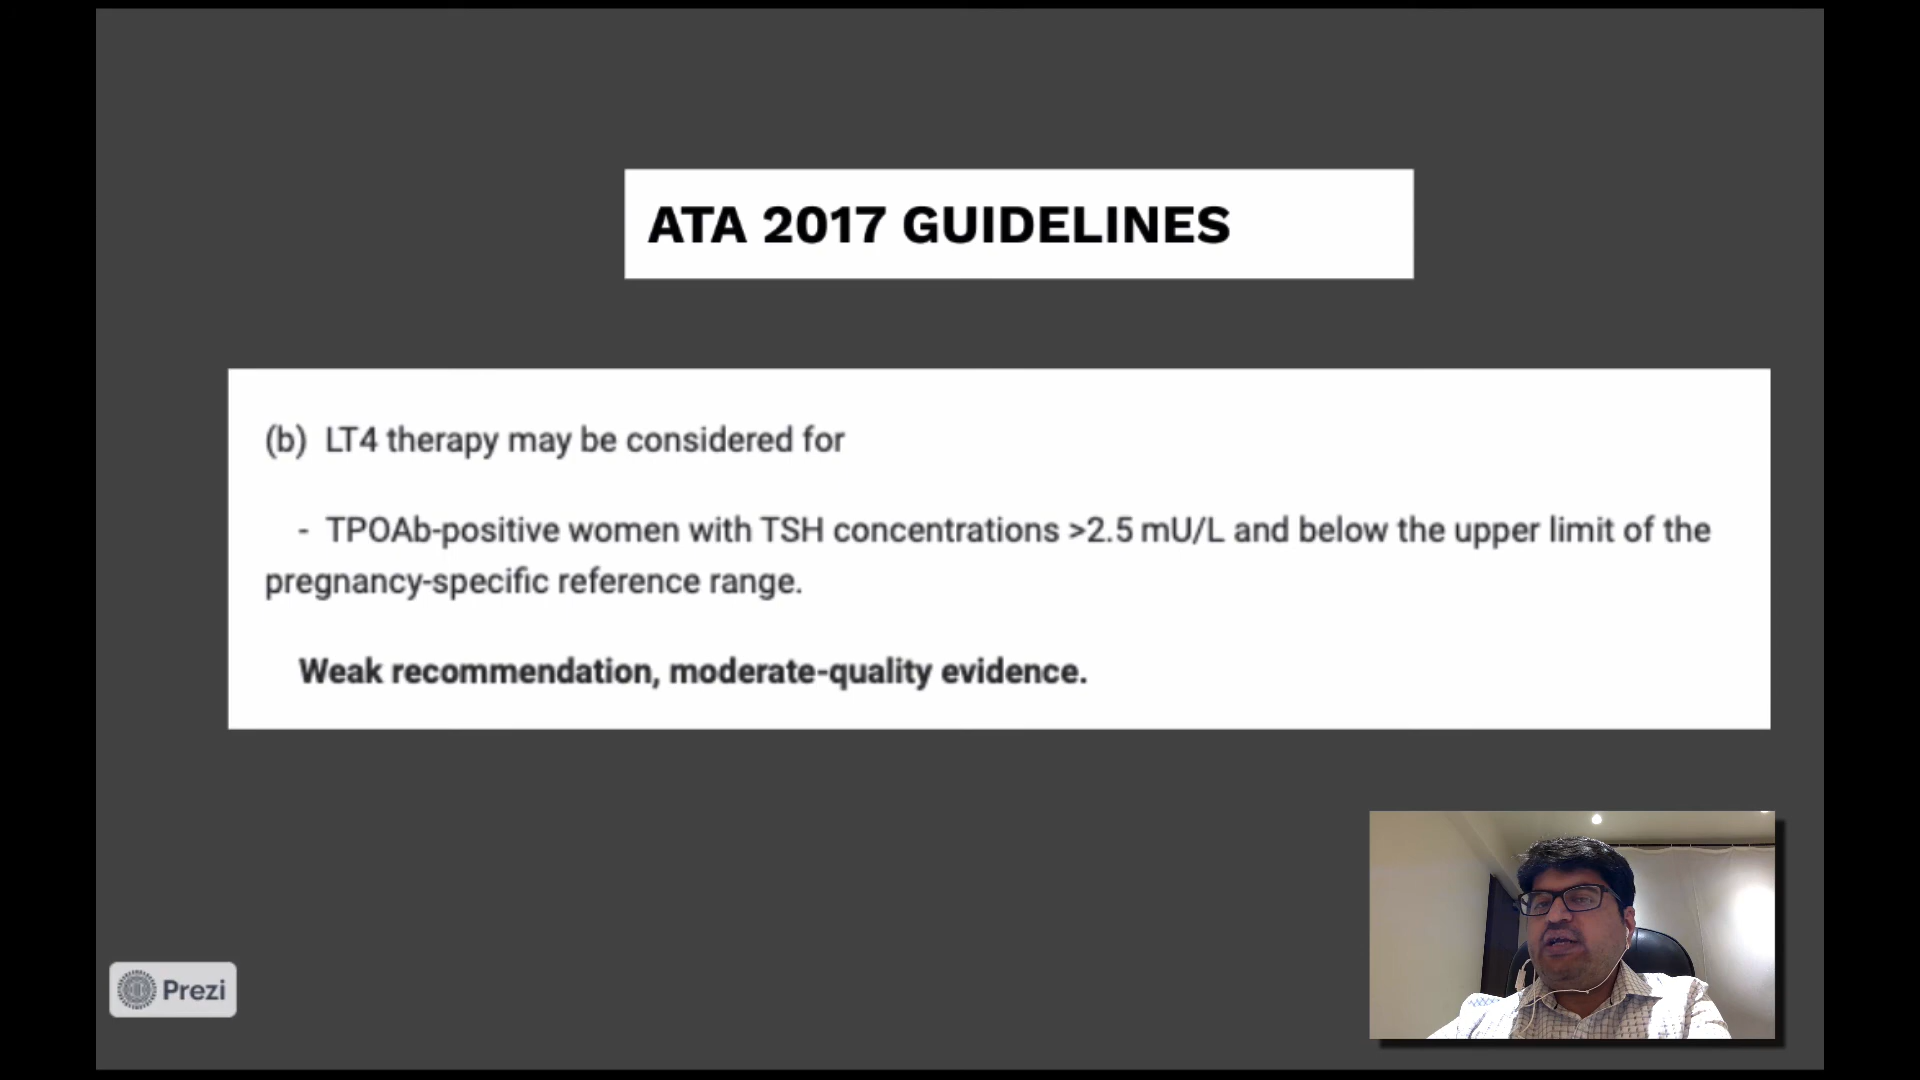 ATA 2017 GUIDELINES
(b) LT4 therapy may be considered for
- TPOAb-positive women with TSH concentrations >2.5 mU/L and below the upper limit of the
pregnancy-specific reference range.
Weak recommendation, moderate-quality evidence.
Prezi